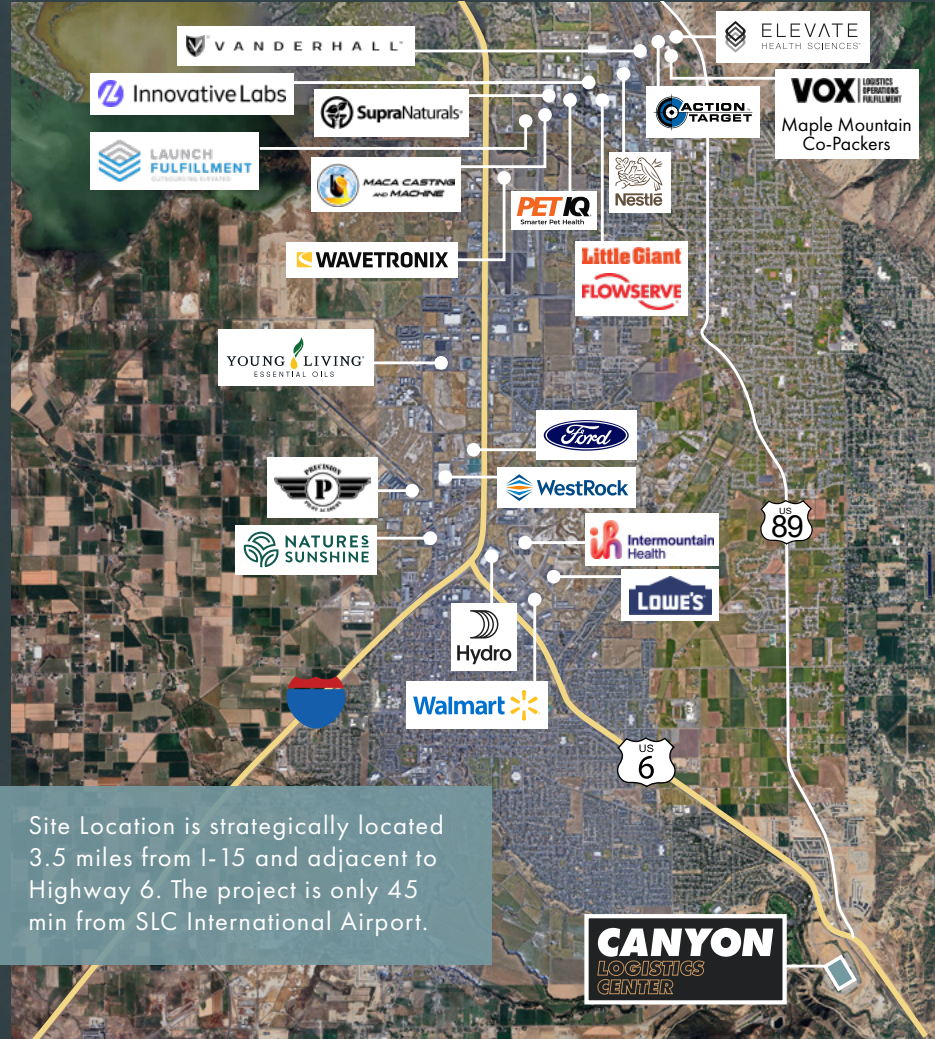 VANDERHALL
ELEVATE
HEALTH SCIENCES
Innovative Labs
SupraNaturals
ACTION
TARGET
VOX
LOGISTICS
OPERATIONS
FULFILLMENT
Maple Mountain
Co-Packers
LAUNCH
FULFILLMENT
OUTSOURCING ELEVATED
MACA CASTING
AND MACHINE
PETIQ
Smarter Pet Health
Nestlé
WAVETRONIX
Little Giant
FLOWSERVE
YOUNG LIVING
ESSENTIAL OILS
Ford
PRECISION
P
WestRock
US
89
NATURES
SUNSHINE
Intermountain
Health
LOWE'S
Hydro
Walmart
US
6
Site Location is strategically located
3.5 miles from I-15 and adjacent to
Highway 6. The project is only 45
min from SLC International Airport.
CANYON
LOGISTICS
CENTER